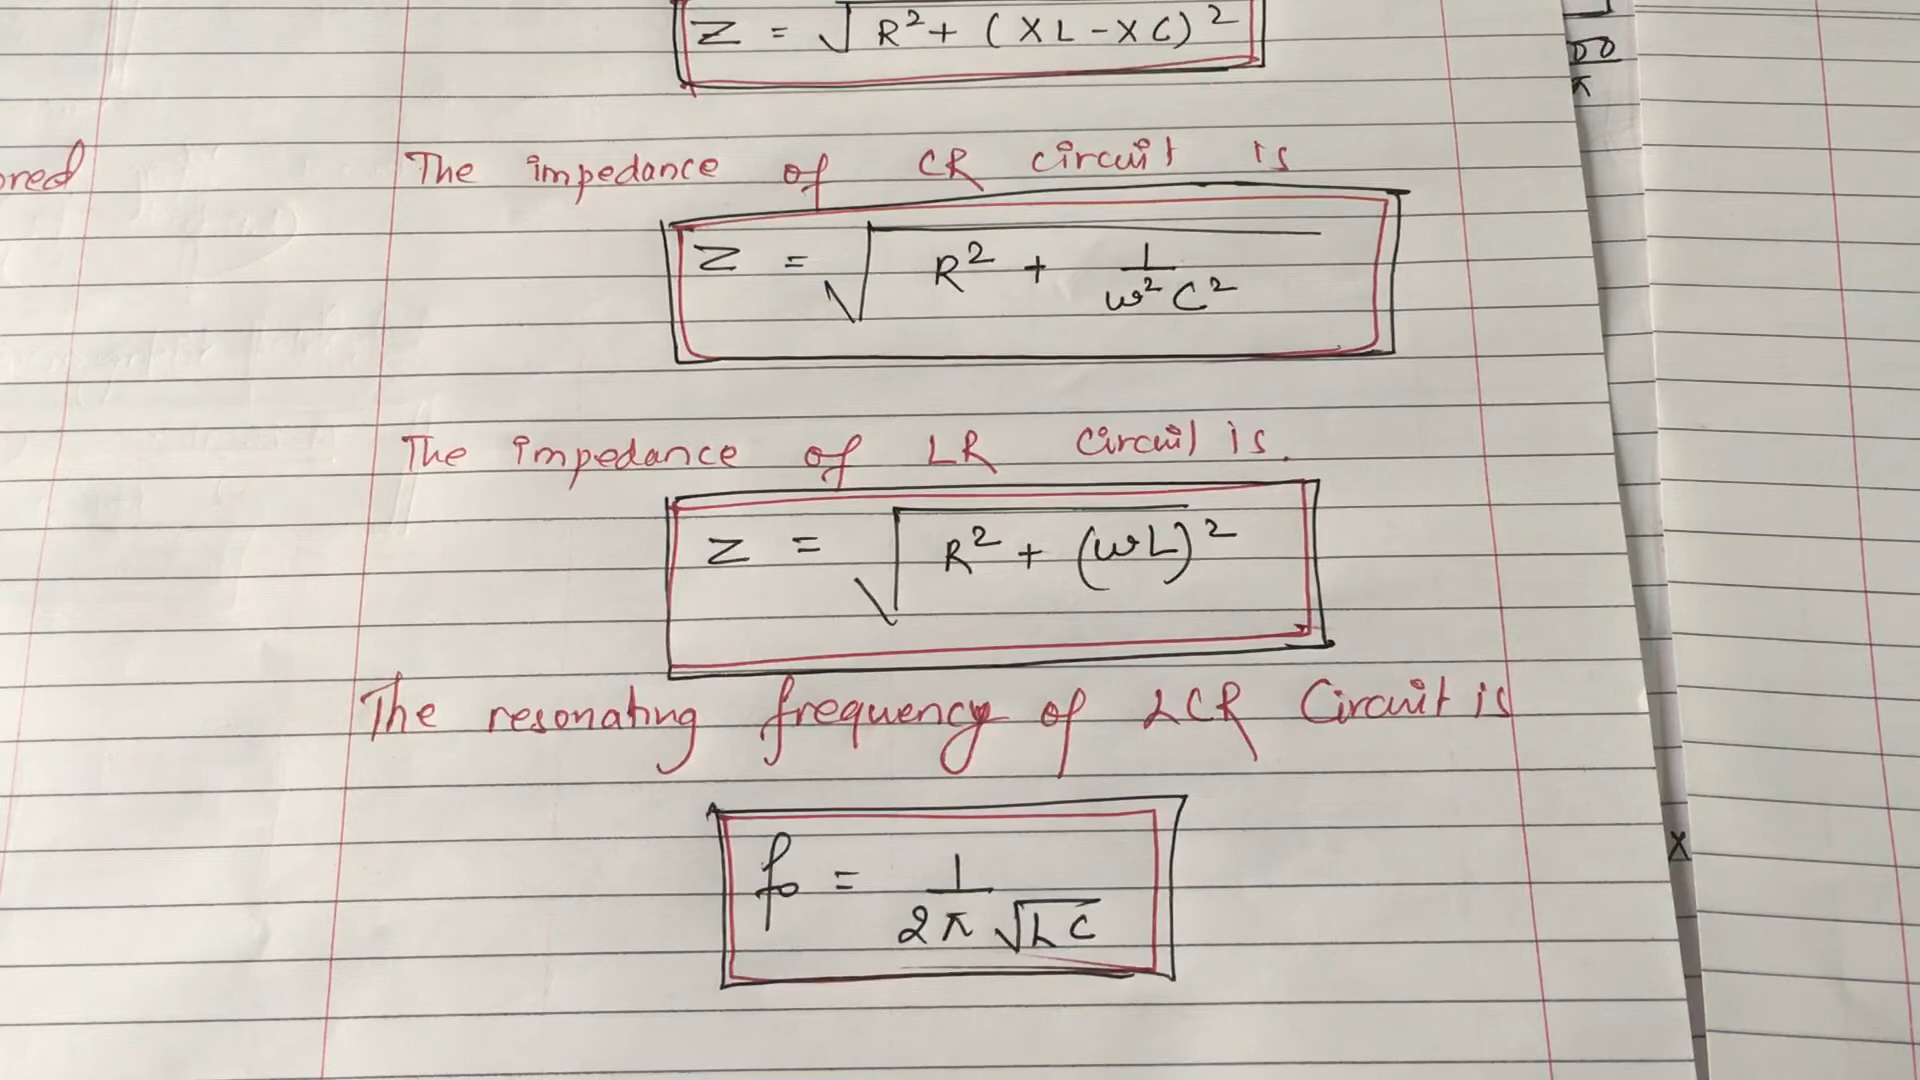 Z = √R² + (XL - XC)²
The impedance of CR circuit is
Z = √R² + 1/ω²C²
The impedance of LR circuit is.
Z = √R² + (ωL)²
The resonating frequency of LCR Circuit is
f₀ = 1/2π√LC
X
π